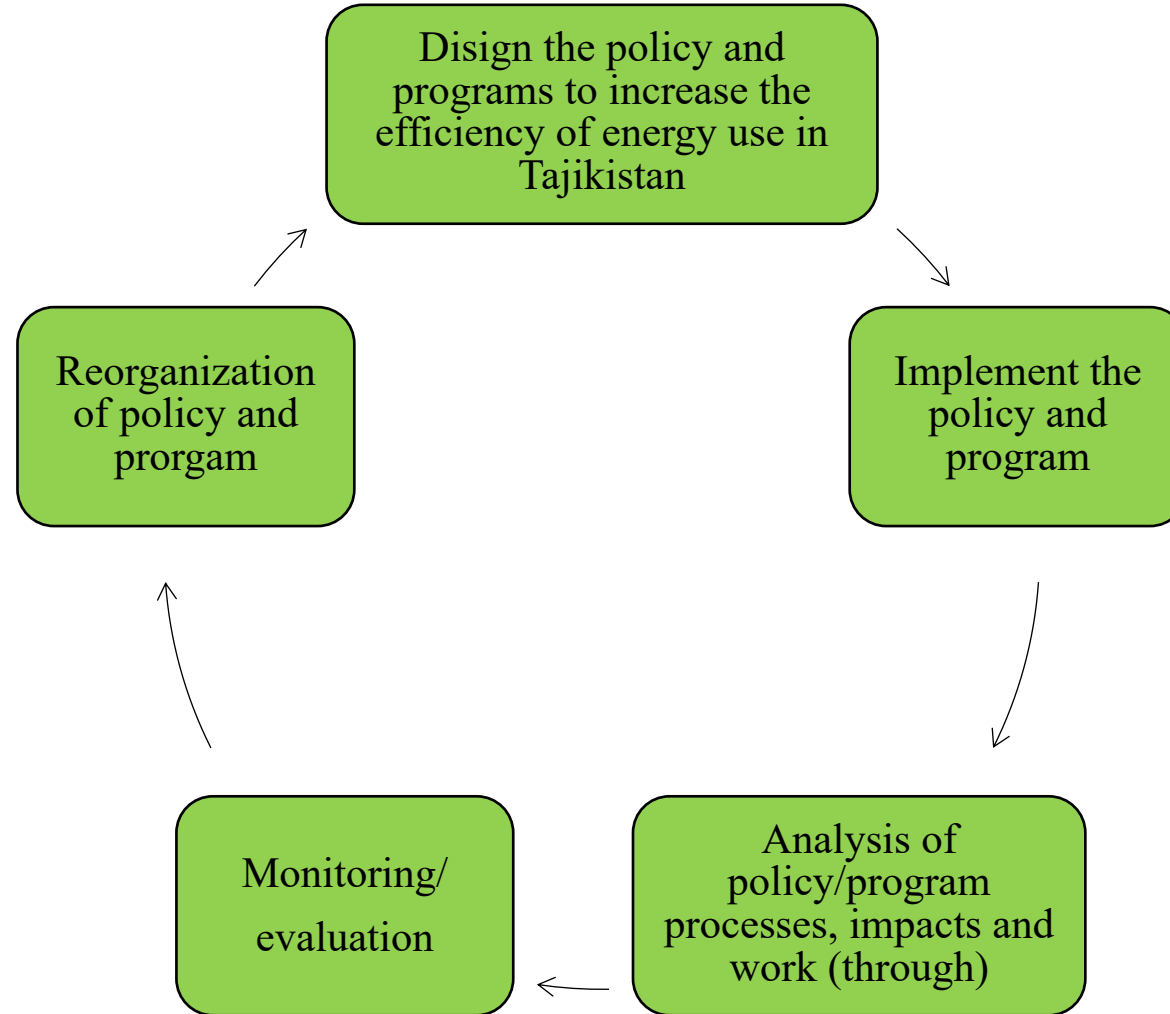 Disign the policy and
programs to increase the
efficiency of energy use in
Tajikistan
Implement the
policy and
program
Analysis of
policy/program
processes, impacts and
work (through)
Monitoring/
evaluation
Reorganization
of policy and
prorgam